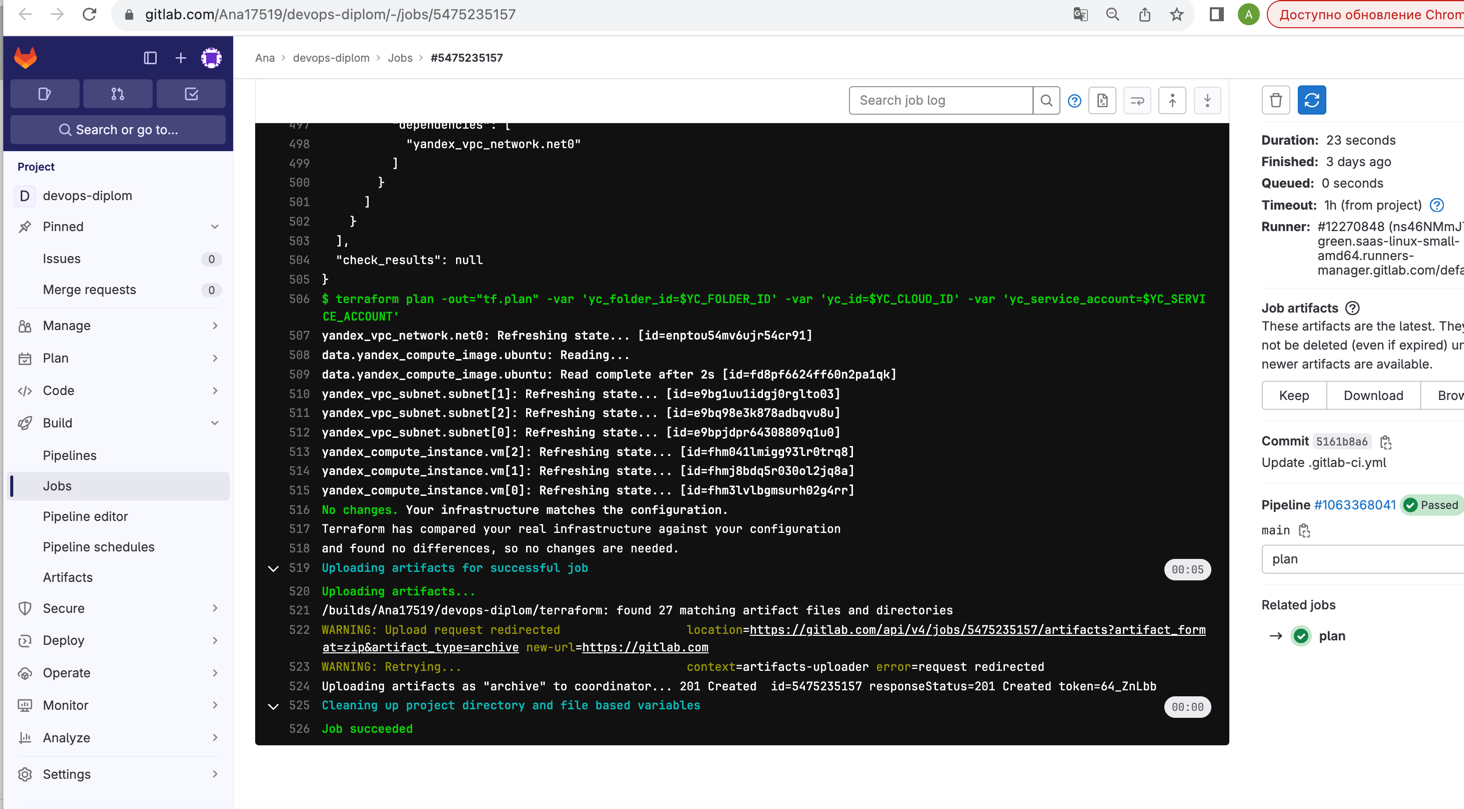 gitlab.com/Ana17519/devops-diplom/-/jobs/5475235157
A
Доступно обновление Chrom
Search or go to...
Project
D devops-diplom
Pinned
Issues 0
Merge requests 0
Manage
Plan
Code
Build
Pipelines
Jobs
Pipeline editor
Pipeline schedules
Artifacts
Secure
Deploy
Operate
Monitor
Analyze
Settings
Ana > devops-diplom > Jobs > #5475235157
Search job log
497 "dependencies": [
498 "yandex_vpc_network.net0"
499 ]
500 }
501 ]
502 }
503 ],
504 "check_results": null
505 }
506 $ terraform plan -out="tf.plan" -var 'yc_folder_id=$YC_FOLDER_ID' -var 'yc_id=$YC_CLOUD_ID' -var 'yc_service_account=$YC_SERVI
CE_ACCOUNT'
507 yandex_vpc_network.net0: Refreshing state... [id=enptou54mv6ujr54cr91]
508 data.yandex_compute_image.ubuntu: Reading...
509 data.yandex_compute_image.ubuntu: Read complete after 2s [id=fd8pf6624ff60n2pa1qk]
510 yandex_vpc_subnet.subnet[1]: Refreshing state... [id=e9bg1uu1idgj0rglto03]
511 yandex_vpc_subnet.subnet[2]: Refreshing state... [id=e9bq98e3k878adbqvu8u]
512 yandex_vpc_subnet.subnet[0]: Refreshing state... [id=e9bpjdpr64308809q1u0]
513 yandex_compute_instance.vm[2]: Refreshing state... [id=fhm041lmigg93lr0trq8]
514 yandex_compute_instance.vm[1]: Refreshing state... [id=fhmj8bdq5r030ol2jq8a]
515 yandex_compute_instance.vm[0]: Refreshing state... [id=fhm3lvlbgmsurh02g4rr]
516 No changes. Your infrastructure matches the configuration.
517 Terraform has compared your real infrastructure against your configuration
518 and found no differences, so no changes are needed.
519 Uploading artifacts for successful job 00:05
520 Uploading artifacts...
521 /builds/Ana17519/devops-diplom/terraform: found 27 matching artifact files and directories
522 WARNING: Upload request redirected location=https://gitlab.com/api/v4/jobs/5475235157/artifacts?artifact_form
at=zip&artifact_type=archive new-url=https://gitlab.com
523 WARNING: Retrying... context=artifacts-uploader error=request redirected
524 Uploading artifacts as "archive" to coordinator... 201 Created id=5475235157 responseStatus=201 Created token=64_ZnLbb
525 Cleaning up project directory and file based variables 00:00
526 Job succeeded
Duration: 23 seconds
Finished: 3 days ago
Queued: 0 seconds
Timeout: 1h (from project)
Runner: #12270848 (ns46NMmJ
green.saas-linux-small-
amd64.runners-
manager.gitlab.com/defa
Job artifacts
These artifacts are the latest. They
not be deleted (even if expired) un
newer artifacts are available.
Keep Download Brow
Commit 5161b8a6
Update .gitlab-ci.yml
Pipeline #1063368041 Passed
main
plan
Related jobs
→ plan